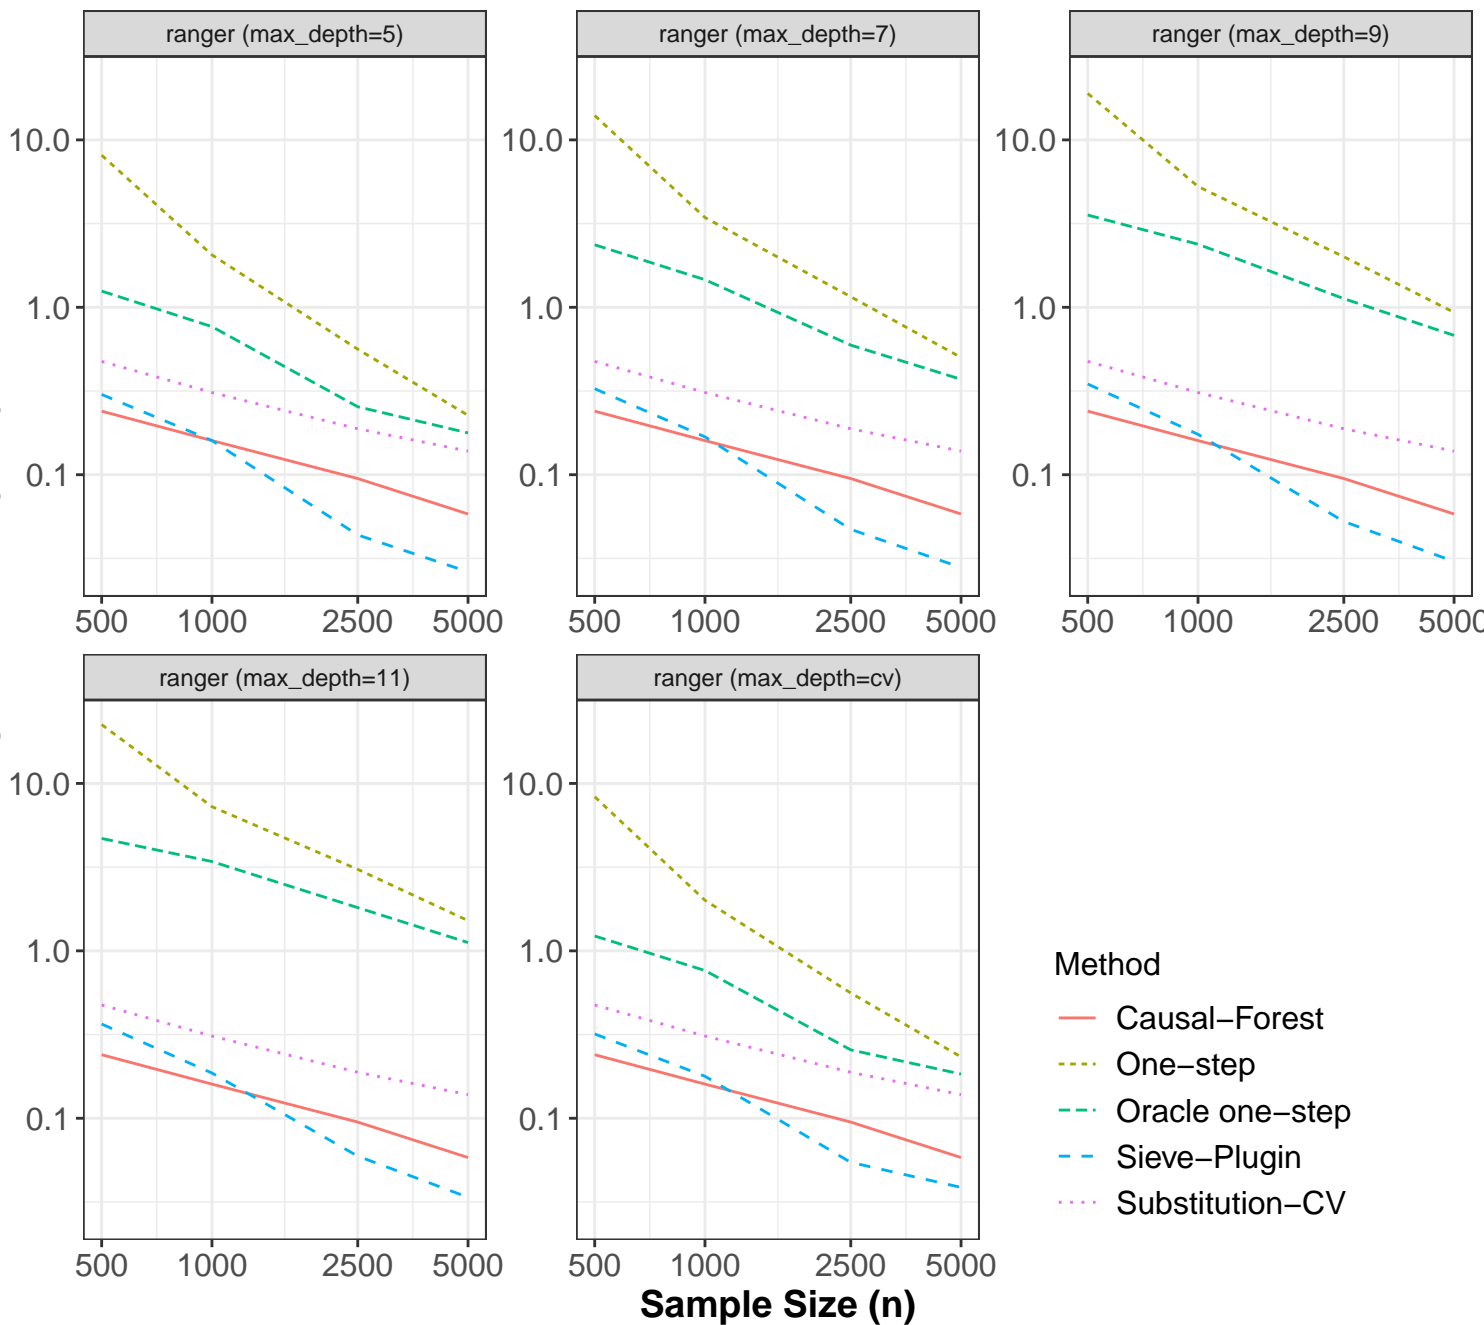 ranger (max_depth=5) ranger (max_depth=7) ranger (max_depth=9)
10.0 10.0 10.0
1.0 1.0 1.0
0.1 0.1 0.1
500 1000 2500 5000 500 1000 2500 5000 500 1000 2500 5000
ranger (max_depth=11) ranger (max_depth=cv)
10.0 10.0
1.0 1.0
0.1 0.1
500 1000 2500 5000 500 1000 2500 5000
Sample Size (n)
Method
Causal−Forest
One−step
Oracle one−step
Sieve−Plugin
Substitution−CV